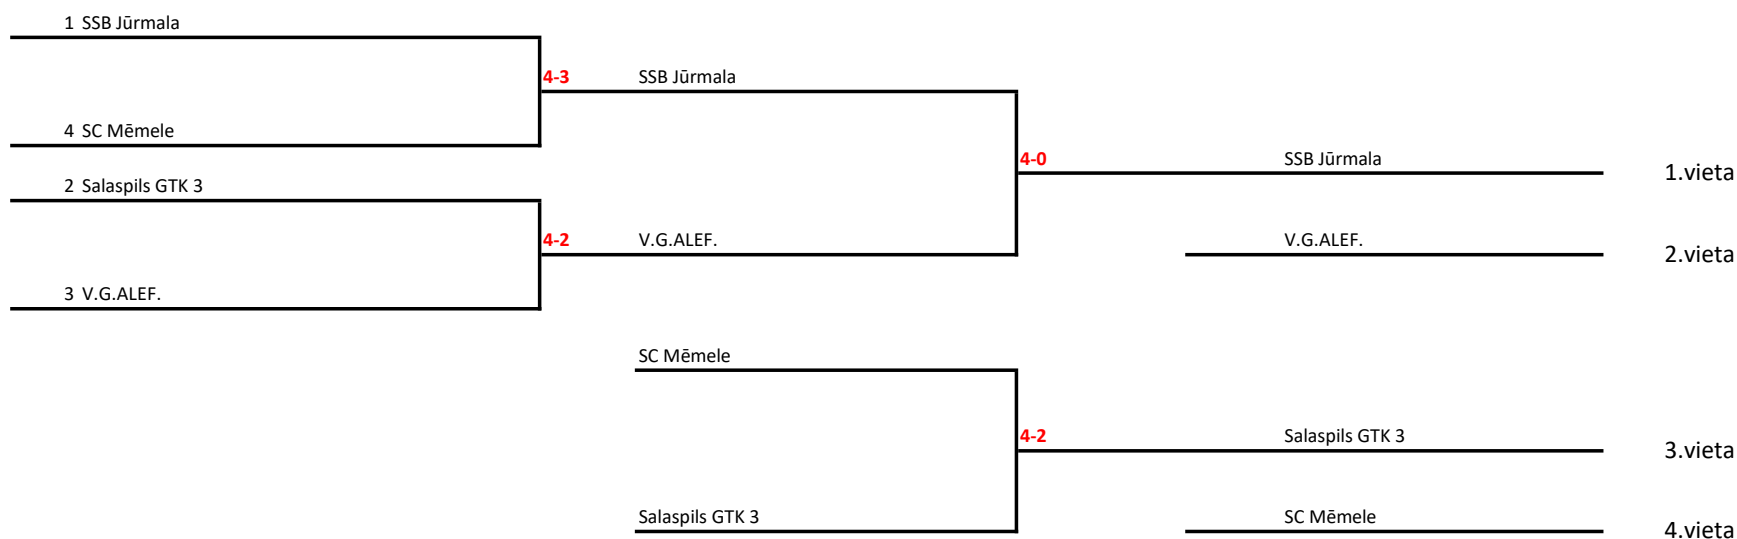 1 SSB Jūrmala
4-3 SSB Jūrmala
4 SC Mēmele
4-0 SSB Jūrmala
1.vieta
2 Salaspils GTK 3
4-2 V.G.ALEF.
V.G.ALEF.
2.vieta
3 V.G.ALEF.
SC Mēmele
4-2 Salaspils GTK 3
3.vieta
Salaspils GTK 3
SC Mēmele
4.vieta